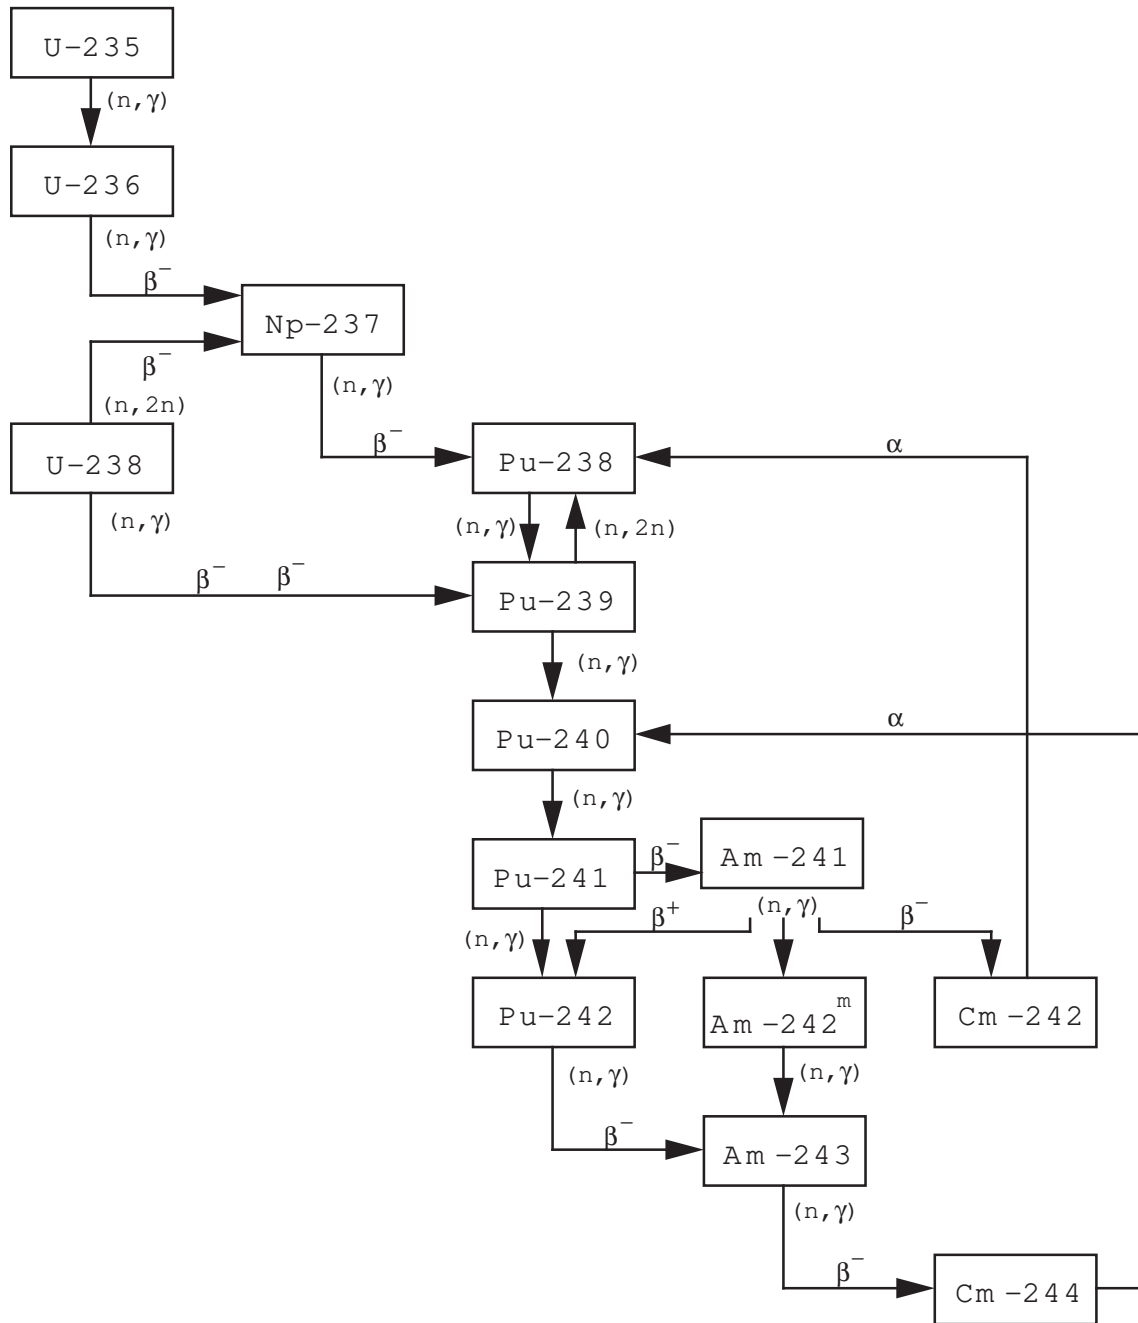 U-235
(n,γ)
U-236
(n,γ)
β⁻
Np-237
β⁻
(n,γ)
(n,2n)
U-238
β⁻
Pu-238
α
(n,γ)
(n,γ)
(n,2n)
β⁻ β⁻
Pu-239
(n,γ)
Pu-240
α
(n,γ)
Pu-241
β⁻
Am-241
(n,γ)
β⁺
(n,γ)
β⁻
Pu-242
Am-242ᵐ
Cm-242
(n,γ)
(n,γ)
β⁻
Am-243
(n,γ)
β⁻
Cm-244